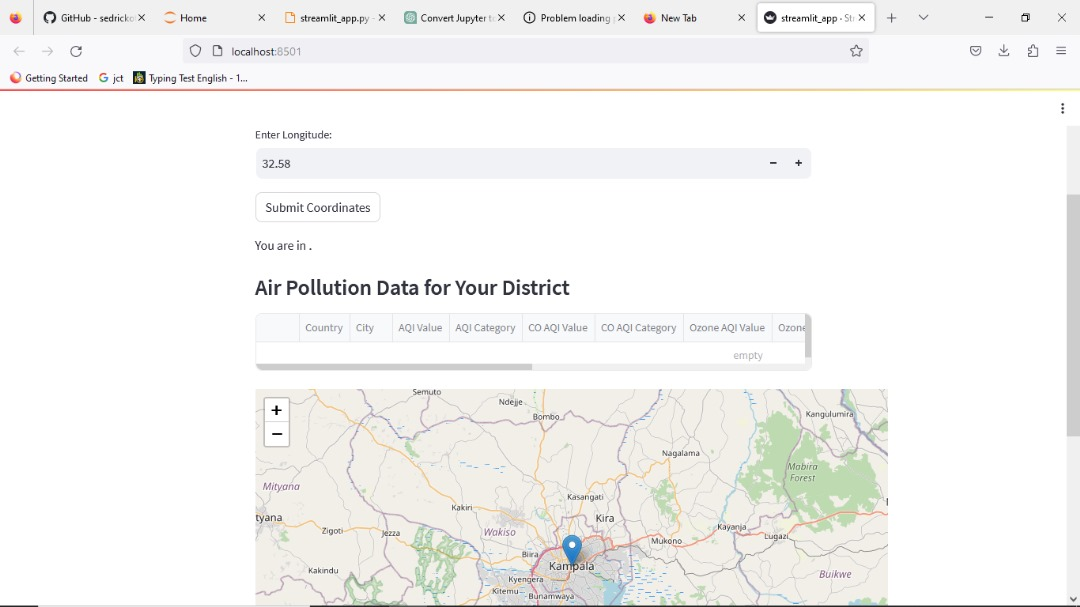 GitHub - sedricko
Home
streamlit_app.py -
Convert Jupyter t
Problem loading
New Tab
streamlit_app · St
localhost:8501
Getting Started
jct
Typing Test English - 1...
Enter Longitude:
32.58
Submit Coordinates
You are in .
Air Pollution Data for Your District
Country City AQI Value AQI Category CO AQI Value CO AQI Category Ozone AQI Value Ozone
empty
+
−
Semuto
Ndejje
Bombo
Kangulumira
Nagalama
Mabira Forest
Mityana
Kasangati
tyana
Kakiri
Kira
Zigoti
Jezza
Wakiso
Kayanja
Lugazi
Mukono
Biira
Kampala
Kakindu
Kyengera
Buikwe
Kitemu
Bunamwaya